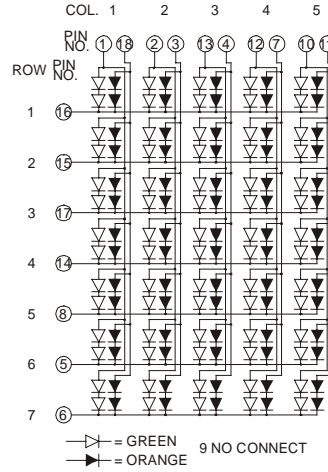 COL. 1 2 3 4 5
PIN NO. 1 18 2 3 13 4 12 7 10 11
ROW PIN NO.
1 16
2 15
3 17
4 14
5 8
6 5
7 6
= GREEN
= ORANGE
9 NO CONNECT